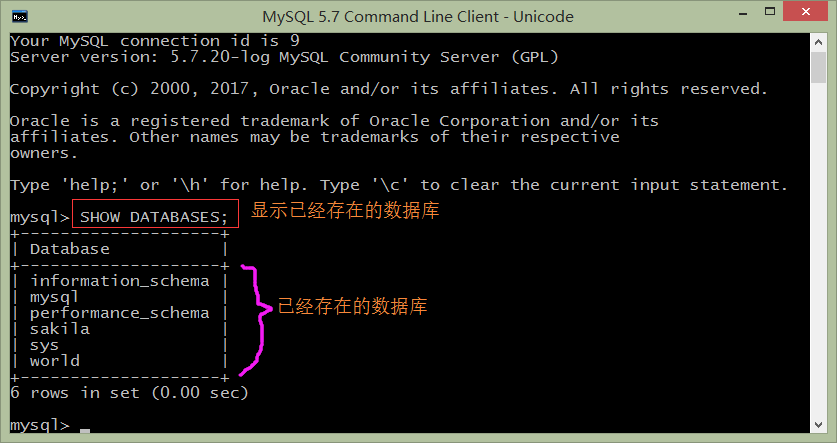 MySQL 5.7 Command Line Client - Unicode
Your MySQL connection id is 9
Server version: 5.7.20-log MySQL Community Server (GPL)
Copyright (c) 2000, 2017, Oracle and/or its affiliates. All rights reserved.
Oracle is a registered trademark of Oracle Corporation and/or its
affiliates. Other names may be trademarks of their respective
owners.
Type 'help;' or '\h' for help. Type '\c' to clear the current input statement.
mysql> SHOW DATABASES; 显示已经存在的数据库
+--------------------+
| Database           |
+--------------------+
| information_schema |
| mysql              |
| performance_schema | 已经存在的数据库
| sakila             |
| sys                |
| world              |
+--------------------+
6 rows in set (0.00 sec)
mysql> _